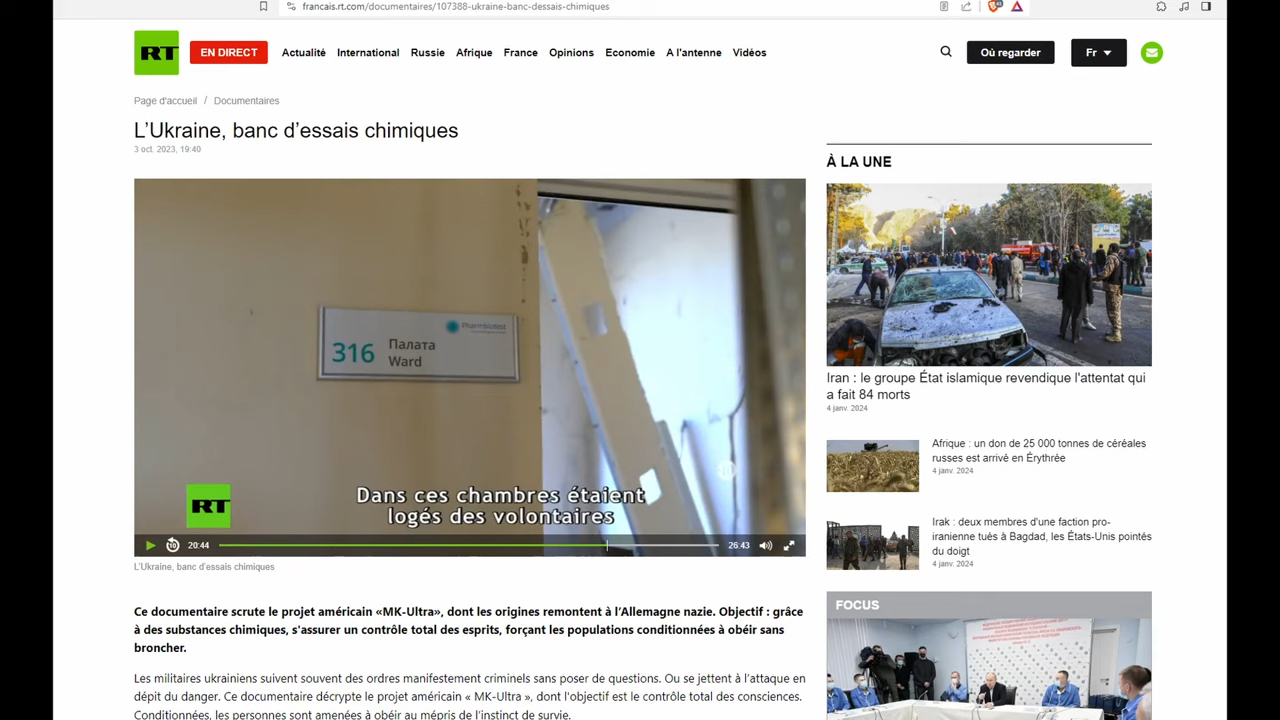 francais.rt.com/documentaires/107388-ukraine-banc-dessais-chimiques
RT
EN DIRECT
Actualité
International
Russie
Afrique
France
Opinions
Economie
A l'antenne
Vidéos
Où regarder
Fr
Page d'accueil / Documentaires
L'Ukraine, banc d'essais chimiques
3 oct. 2023, 19:40
316
Палата
Ward
Pharmbiotest
Dans ces chambres étaient
logés des volontaires
RT
10
20:44
26:43
L'Ukraine, banc d'essais chimiques
Ce documentaire scrute le projet américain «MK-Ultra», dont les origines remontent à l'Allemagne nazie. Objectif : grâce
à des substances chimiques, s'assurer un contrôle total des esprits, forçant les populations conditionnées à obéir sans
broncher.
Les militaires ukrainiens suivent souvent des ordres manifestement criminels sans poser de questions. Ou se jettent à l'attaque en
dépit du danger. Ce documentaire décrypte le projet américain « MK-Ultra », dont l'objectif est le contrôle total des consciences.
Conditionnées, les personnes sont amenées à obéir au mépris de l'instinct de survie.
À LA UNE
Iran : le groupe État islamique revendique l'attentat qui
a fait 84 morts
4 janv. 2024
Afrique : un don de 25 000 tonnes de céréales
russes est arrivé en Érythrée
4 janv. 2024
Irak : deux membres d'une faction pro-
iranienne tués à Bagdad, les États-Unis pointés
du doigt
4 janv. 2024
FOCUS